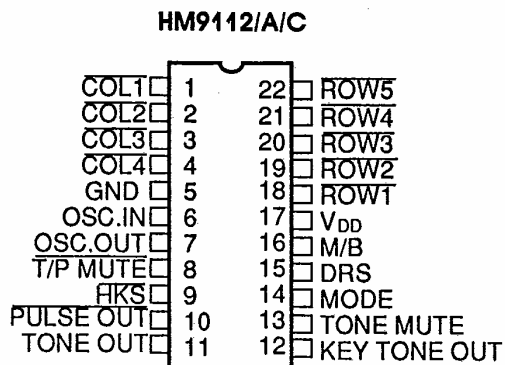 HM9112/A/C
COL1 1 22 ROW5
COL2 2 21 ROW4
COL3 3 20 ROW3
COL4 4 19 ROW2
GND 5 18 ROW1
OSC.IN 6 17 VDD
OSC.OUT 7 16 M/B
T/P MUTE 8 15 DRS
HKS 9 14 MODE
PULSE OUT 10 13 TONE MUTE
TONE OUT 11 12 KEY TONE OUT